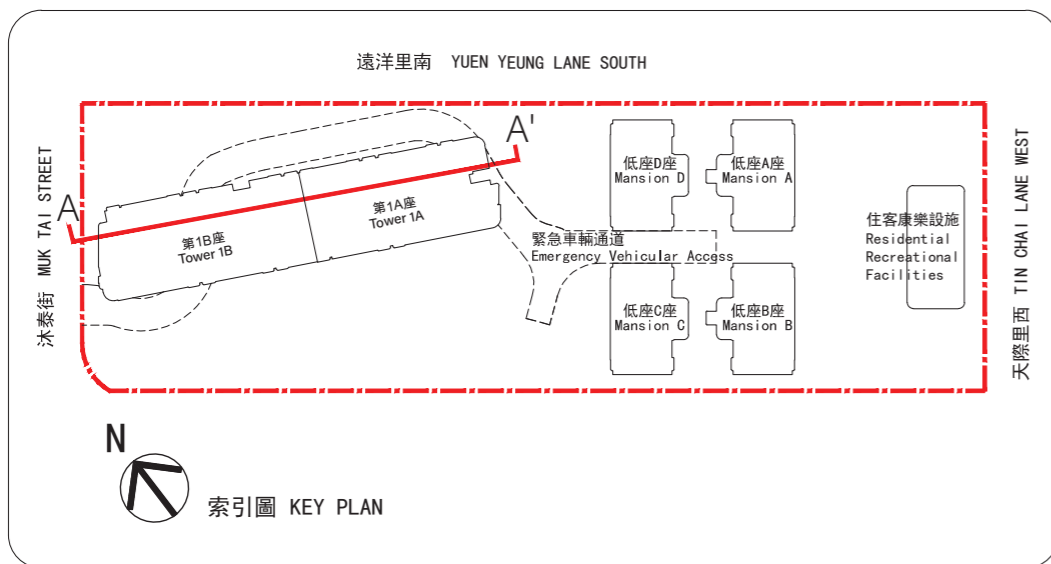 遠洋里南 YUEN YEUNG LANE SOUTH
沐泰街 MUK TAI STREET
A
A'
第1B座
Tower 1B
第1A座
Tower 1A
低座D座
Mansion D
低座A座
Mansion A
緊急車輛通道
Emergency Vehicular Access
低座C座
Mansion C
低座B座
Mansion B
住客康樂設施
Residential
Recreational
Facilities
天際里西 TIN CHAI LANE WEST
N
索引圖 KEY PLAN